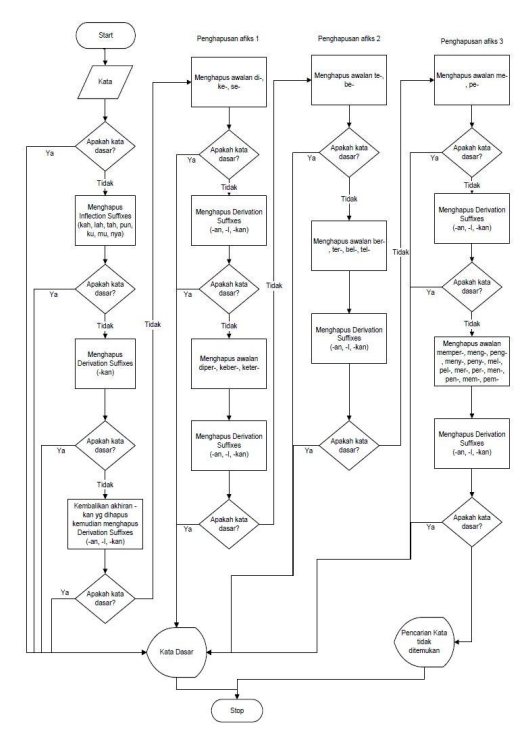 Start
Kata
Apakah kata
dasar?
Ya
Tidak
Menghapus
Inflection Suffixes
(kah, lah, tah, pun,
ku, mu, nya)
Apakah kata
dasar?
Ya
Tidak
Menghapus
Derivation Suffixes
(-kan)
Apakah kata
dasar?
Ya
Tidak
Kembalikan akhiran -
kan yg dihapus
kemudian menghapus
Derivation Suffixes
(-an, -I, -kan)
Apakah kata
dasar?
Ya
Tidak
Penghapusan afiks 1
Menghapus awalan di-,
ke-, se-
Apakah kata
dasar?
Ya
Tidak
Menghapus Derivation
Suffixes
(-an, -I, -kan)
Apakah kata
dasar?
Ya
Tidak
Menghapus awalan
diper-, keber-, keter-
Menghapus Derivation
Suffixes
(-an, -I, -kan)
Apakah kata
dasar?
Ya
Tidak
Penghapusan afiks 2
Menghapus awalan te-,
be-
Apakah kata
dasar?
Ya
Tidak
Menghapus awalan ber-
, ter-, bel-, tel-
Menghapus Derivation
Suffixes
(-an, -I, -kan)
Apakah kata
dasar?
Ya
Tidak
Penghapusan afiks 3
Menghapus awalan me-
, pe-
Apakah kata
dasar?
Ya
Tidak
Menghapus Derivation
Suffixes
(-an, -I, -kan)
Apakah kata
dasar?
Ya
Tidak
Menghapus awalan
memper-, meng-, peng-
, meny-, peny-, mel-,
pel-, mer-, per-, men-,
pen-, mem-, pem-
Menghapus Derivation
Suffixes
(-an, -I, -kan)
Apakah kata
dasar?
Ya
Kata Dasar
Pencarian Kata
tidak
ditemukan
Stop